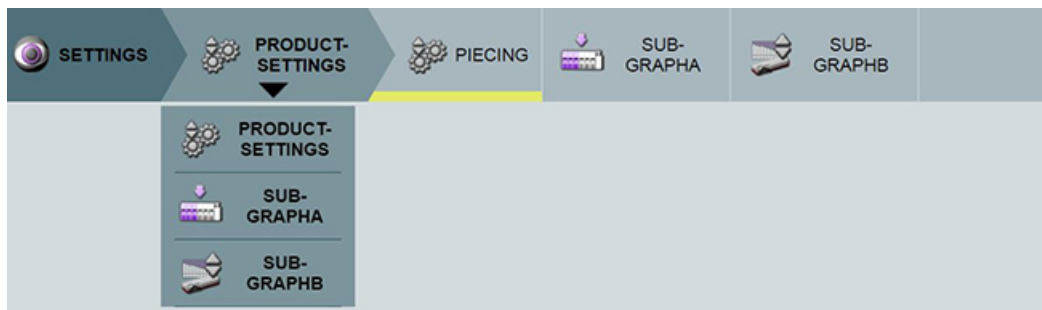 SETTINGS
PRODUCT-
SETTINGS
PIECING
SUB-
GRAPHA
SUB-
GRAPHB
PRODUCT-
SETTINGS
SUB-
GRAPHA
SUB-
GRAPHB